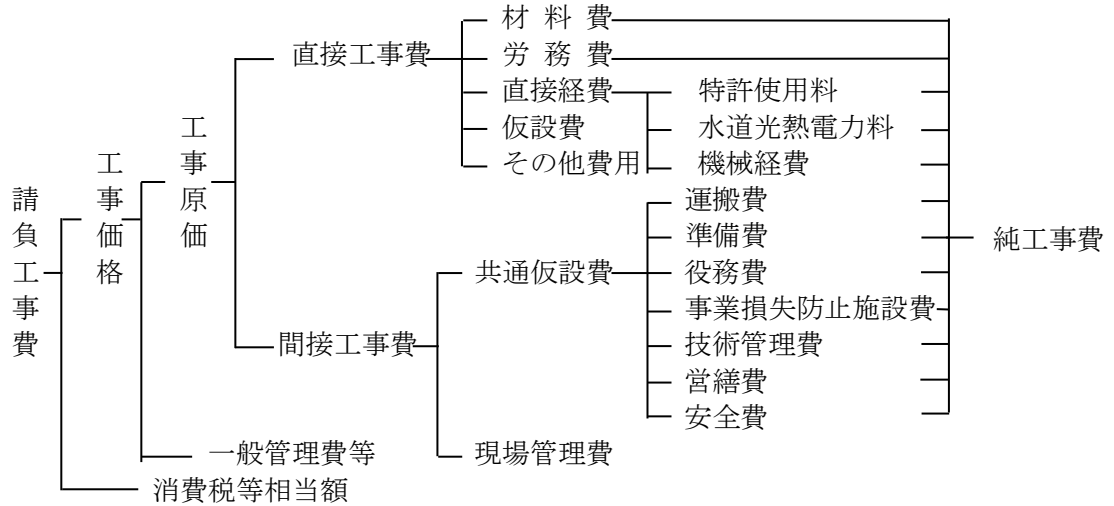 請負工事費
工事価格
工事原価
直接工事費
材料費
労務費
直接経費
特許使用料
水道光熱電力料
機械経費
仮設費
その他費用
間接工事費
共通仮設費
運搬費
準備費
役務費
事業損失防止施設費
技術管理費
営繕費
安全費
現場管理費
一般管理費等
消費税等相当額
純工事費